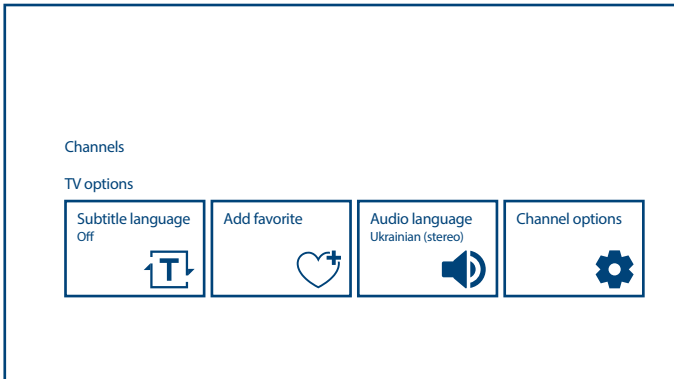 Channels
TV options
Subtitle language
Off
T
Add favorite
Audio language
Ukrainian (stereo)
Channel options